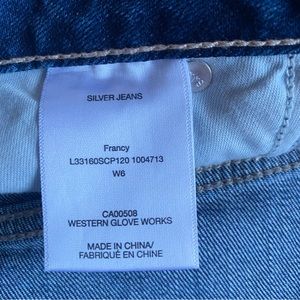 SILVER JEANS
Francy
L33160SCP120 1004713
W6
CA00508
WESTERN GLOVE WORKS
MADE IN CHINA/
FABRIQUÉ EN CHINE